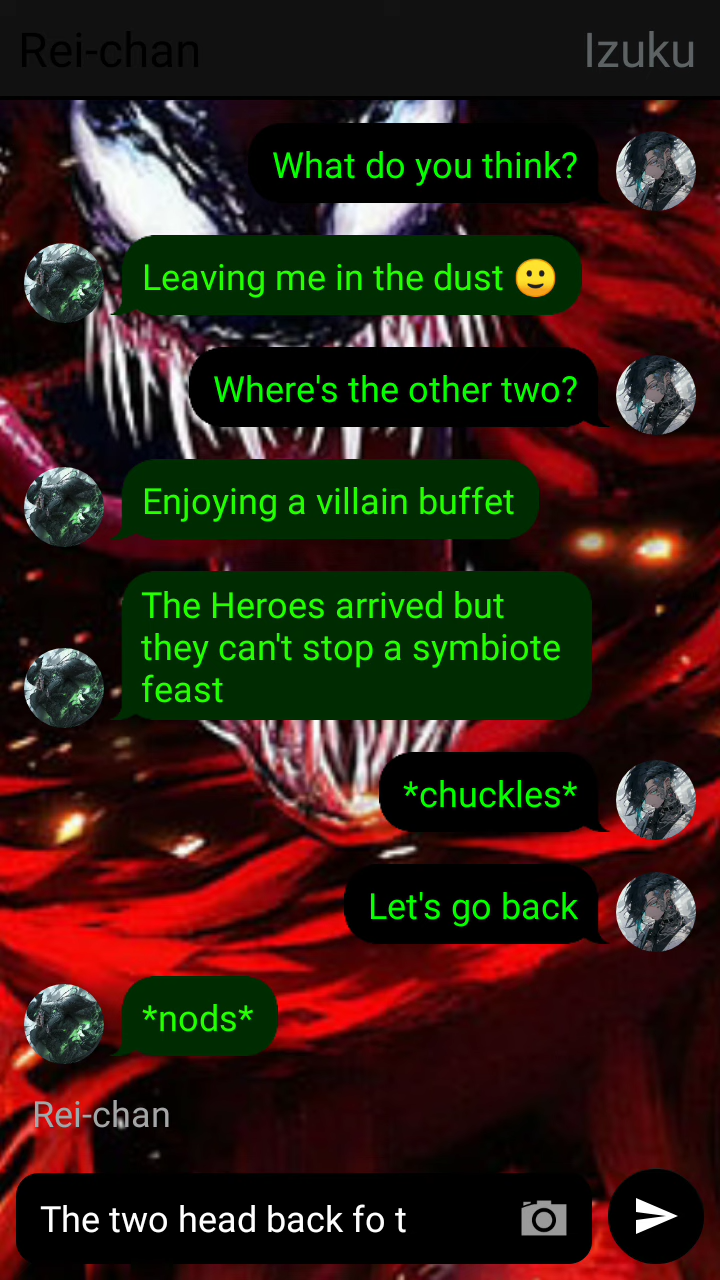 Rei-chan Izuku
What do you think?
Leaving me in the dust 🙂
Where's the other two?
Enjoying a villain buffet
The Heroes arrived but
they can't stop a symbiote
feast
*chuckles*
Let's go back
*nods*
Rei-chan
The two head back fo t